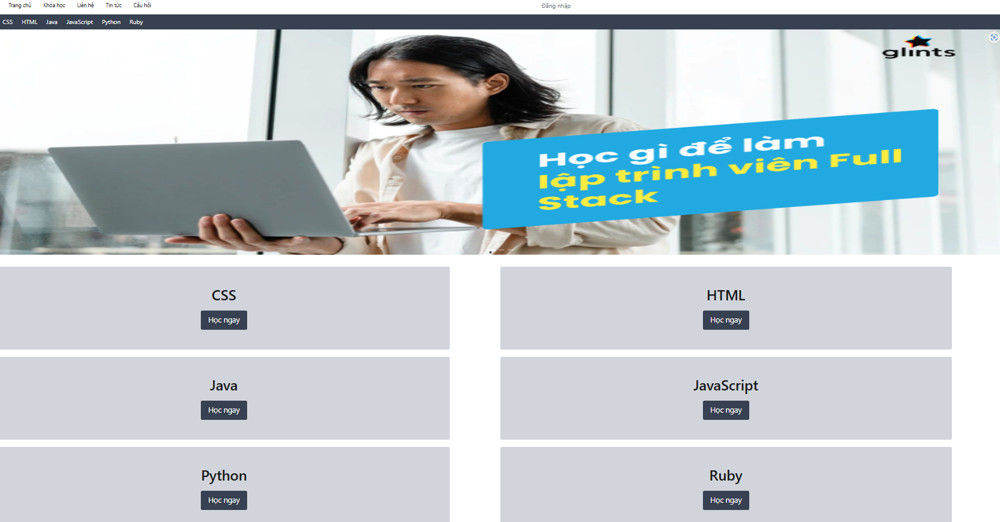 Trang chủ Khóa học Liên hệ Tin tức Câu hỏi Đăng nhập
CSS HTML Java JavaScript Python Ruby
glints
Học gì để làm
lập trình viên Full
Stack
CSS
Học ngay
HTML
Học ngay
Java
Học ngay
JavaScript
Học ngay
Python
Học ngay
Ruby
Học ngay